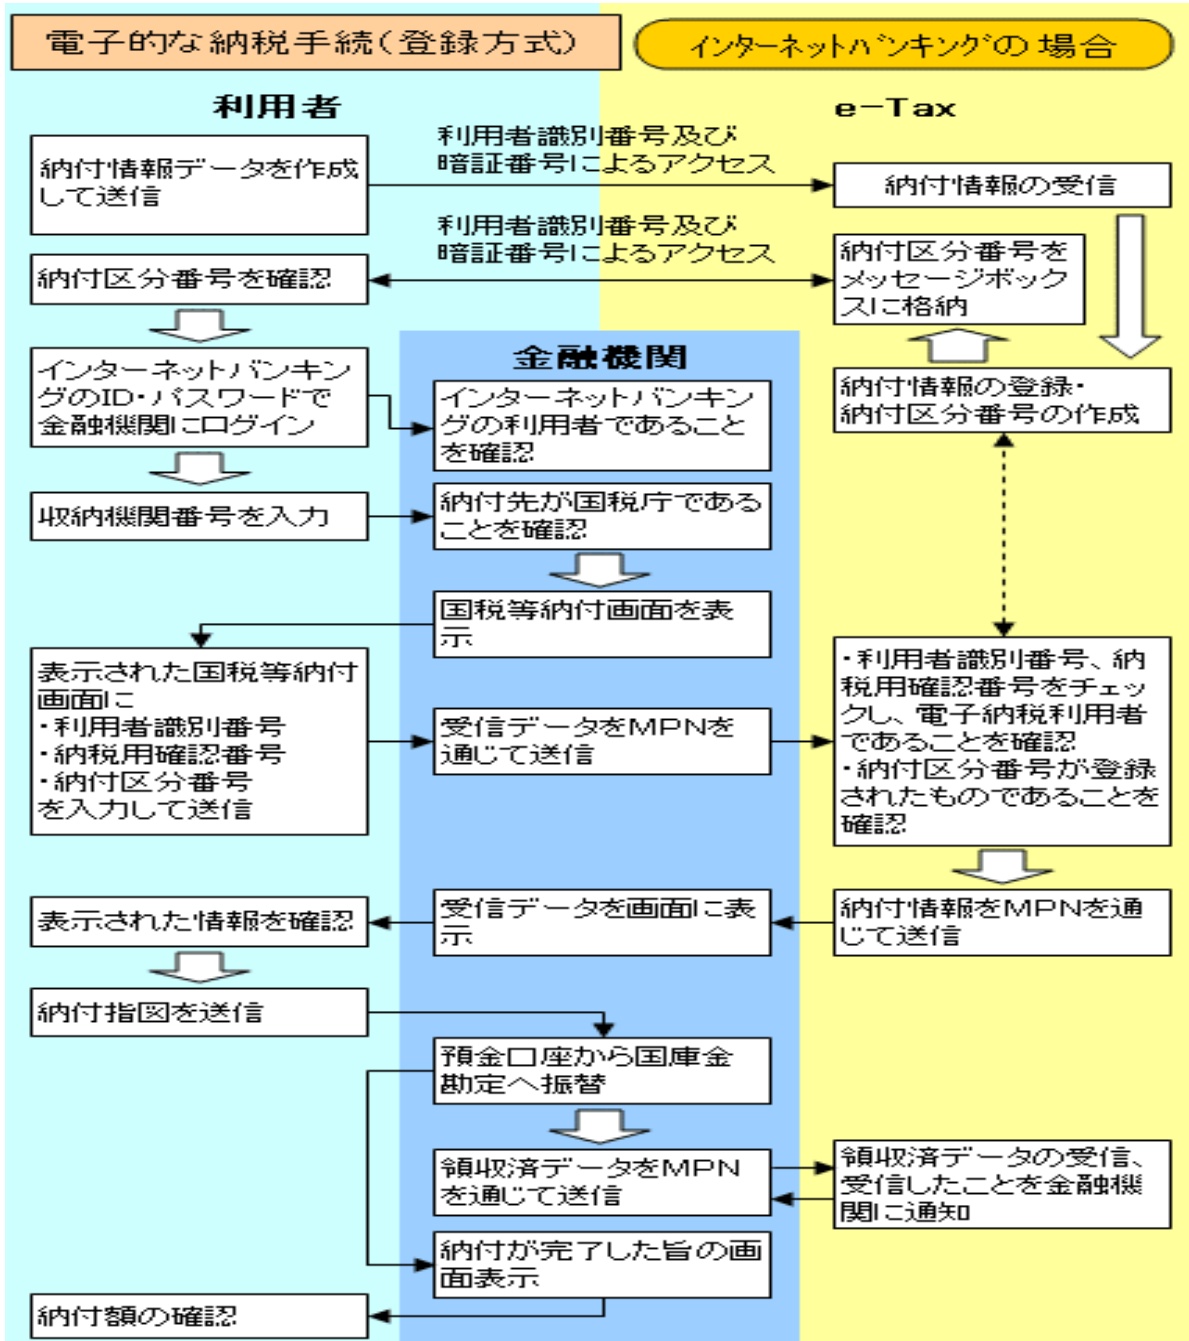 電子的な納税手続(登録方式)
インターネットバンキングの場合
利用者
e-Tax
利用者識別番号及び
暗証番号によるアクセス
納付情報データを作成
して送信
納付情報の受信
利用者識別番号及び
暗証番号によるアクセス
納付区分番号を確認
納付区分番号を
メッセージボック
スに格納
金融機関
インターネットバンキン
グのID・パスワードで
金融機関にログイン
インターネットバンキン
グの利用者であること
を確認
納付情報の登録・
納付区分番号の作成
収納機関番号を入力
納付先が国税庁である
ことを確認
国税等納付画面を表
示
表示された国税等納付
画面に
・利用者識別番号
・納税用確認番号
・納付区分番号
を入力して送信
受信データをMPNを
通じて送信
・利用者識別番号、納
税用確認番号をチェッ
クし、電子納税利用者
であることを確認
・納付区分番号が登録
されたものであることを
確認
表示された情報を確認
受信データを画面に表
示
納付情報をMPNを通
じて送信
納付指図を送信
預金口座から国庫金
勘定へ振替
領収済データをMPN
を通じて送信
領収済データの受信、
受信したことを金融機
関に通知
納付が完了した旨の画
面表示
納付額の確認